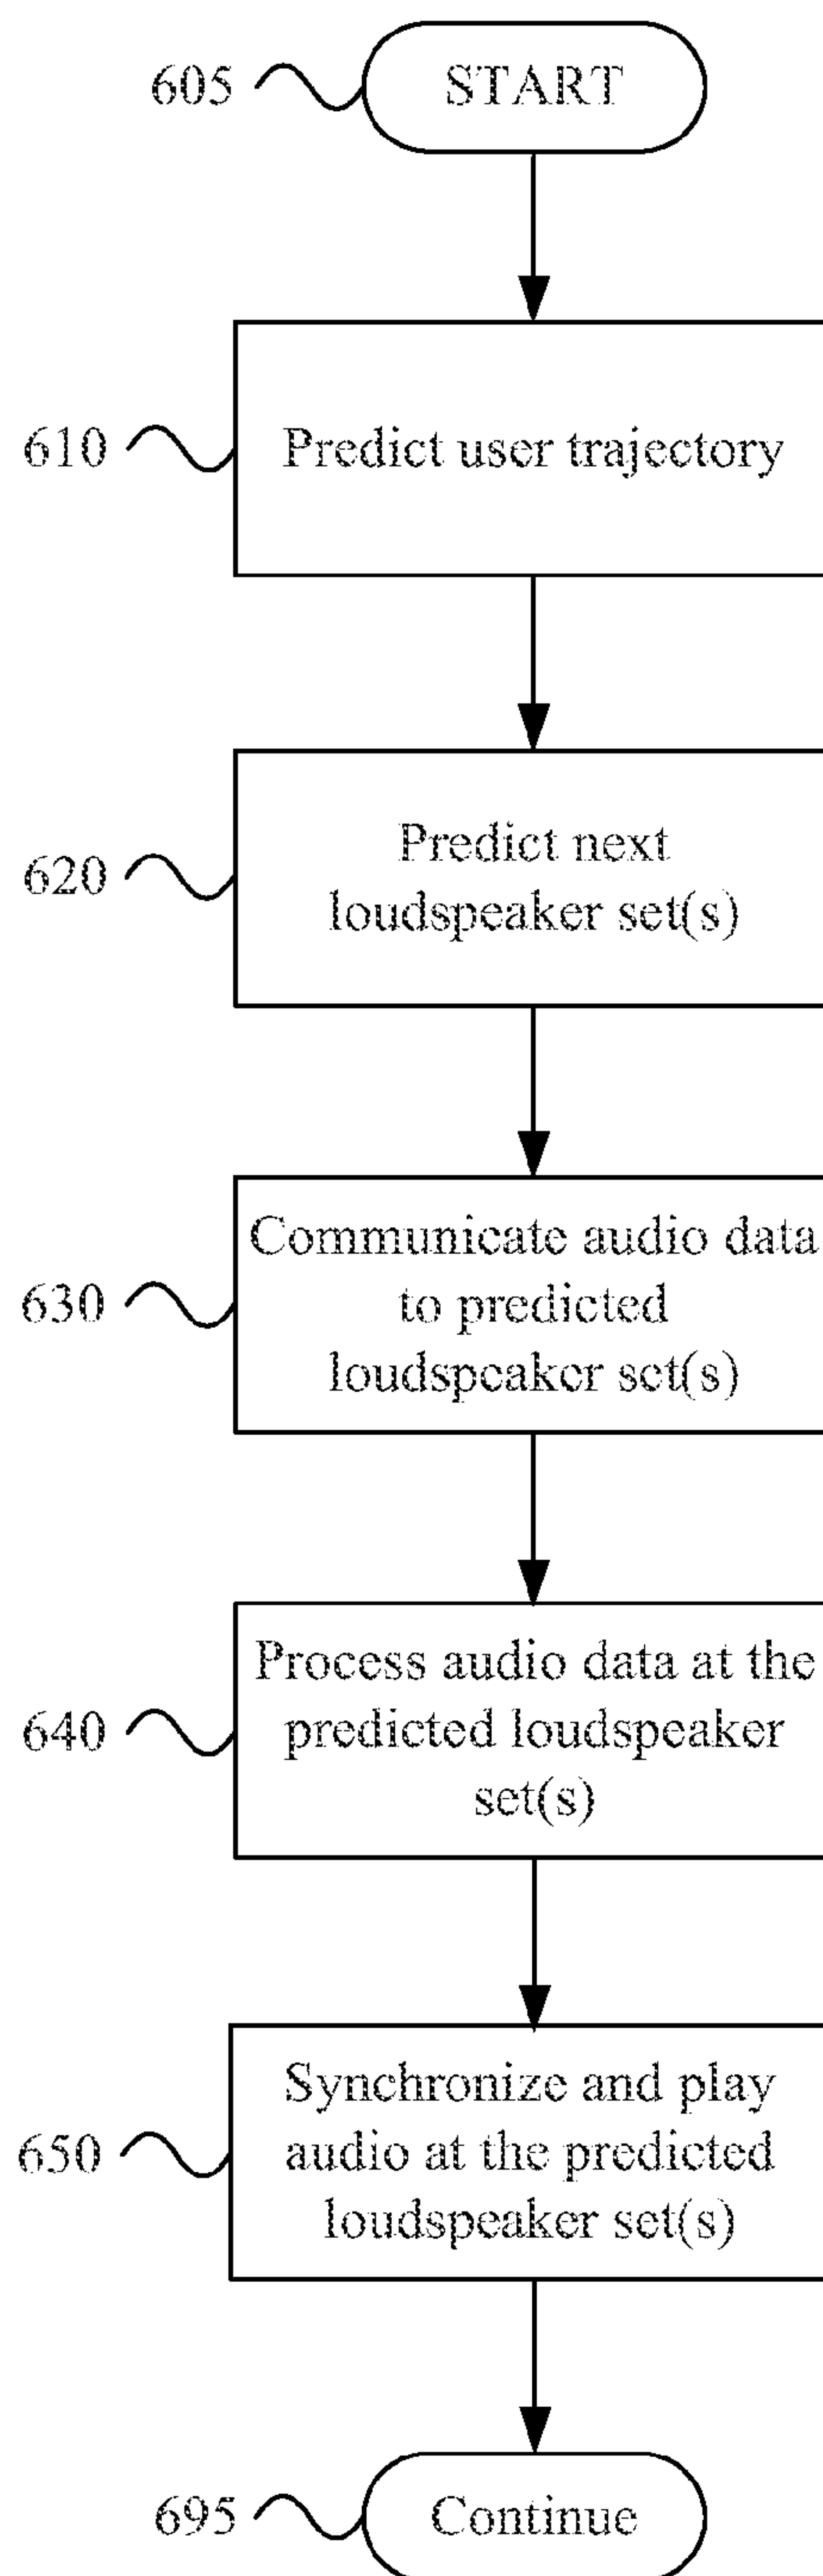 605 START
610 Predict user trajectory
Predict next
620
loudspeaker set(s)
Communicate audio data
630 to predicted
loudspeaker set(s)
Process audio data at the
640 predicted loudspeaker
set(s)
Synchronize and play
650 audio at the predicted
loudspeaker set(s)
695 Continue